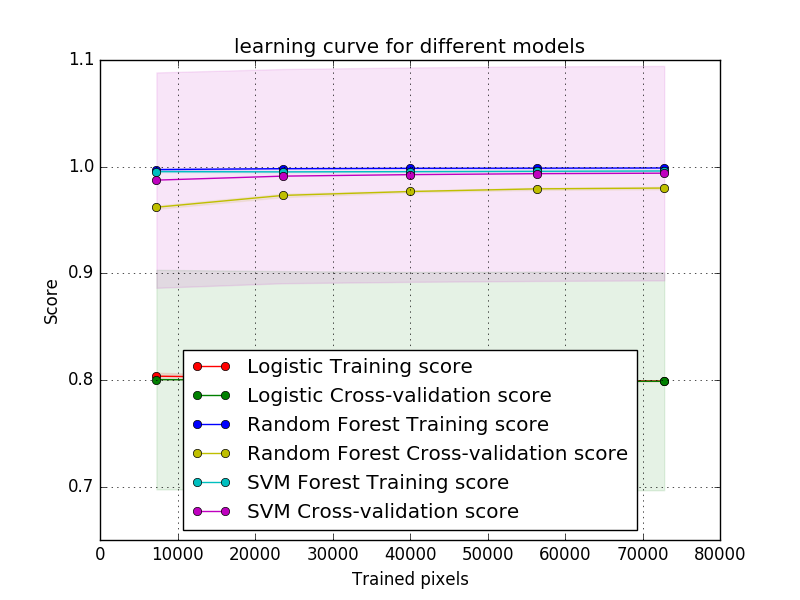 learning curve for different models
1.1
1.0
0.9
0.8
0.7
Score
Logistic Training score
Logistic Cross-validation score
Random Forest Training score
Random Forest Cross-validation score
SVM Forest Training score
SVM Cross-validation score
0 10000 20000 30000 40000 50000 60000 70000 80000
Trained pixels